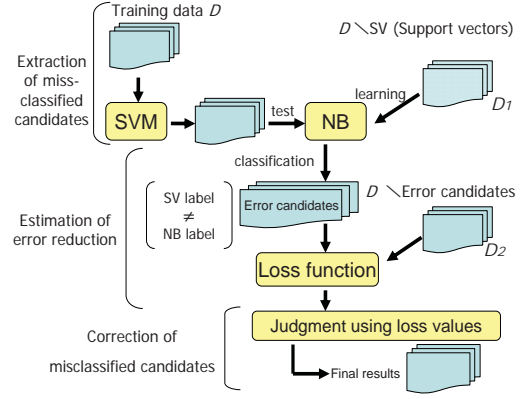 Training data D
D \SV (Support vectors)
Extraction
of miss-
classified
candidates
SVM
test
NB
learning
D1
classification
SV label
≠
NB label
Error candidates
D \Error candidates
Estimation of
error reduction
D2
Loss function
Judgment using loss values
Correction of
misclassified candidates
Final results